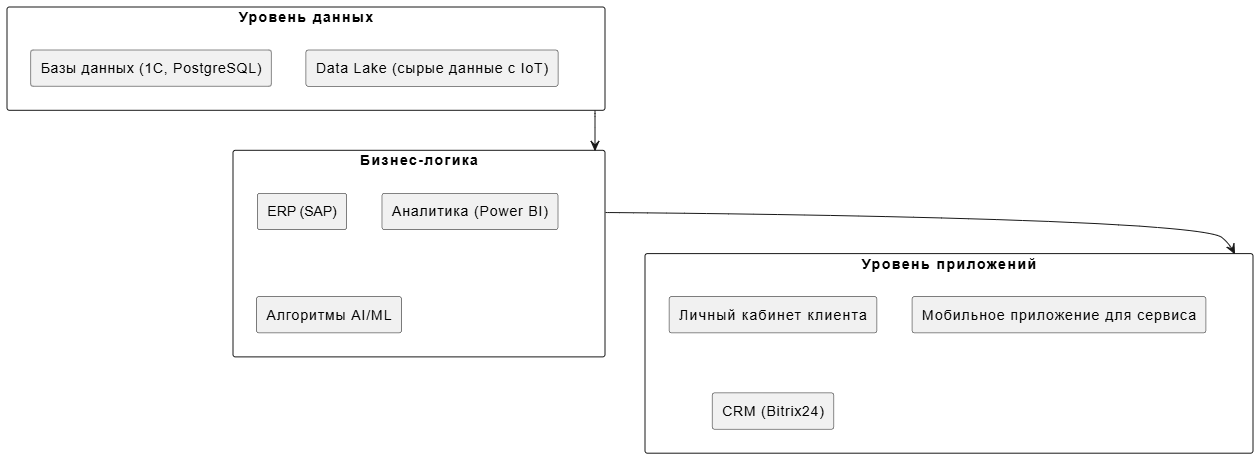 Уровень данных
Базы данных (1C, PostgreSQL)
Data Lake (сырые данные с IoT)
Бизнес-логика
ERP (SAP)
Аналитика (Power BI)
Алгоритмы AI/ML
Уровень приложений
Личный кабинет клиента
Мобильное приложение для сервиса
CRM (Bitrix24)